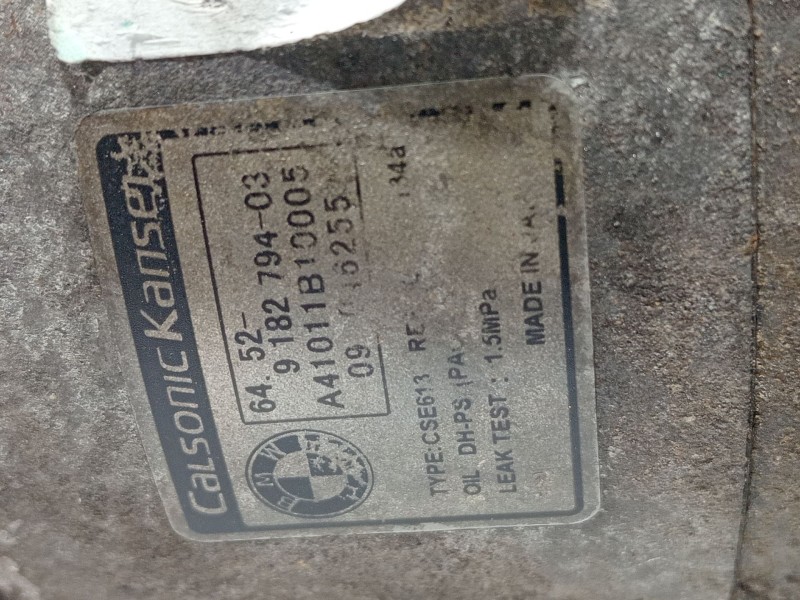 Calsonic Kansei
64. 52-
9 182 794-03
A41011B10005
09
BMW
TYPE:CSE613
OIL DH-PS
LEAK TEST : 1.5MPa
MADE IN